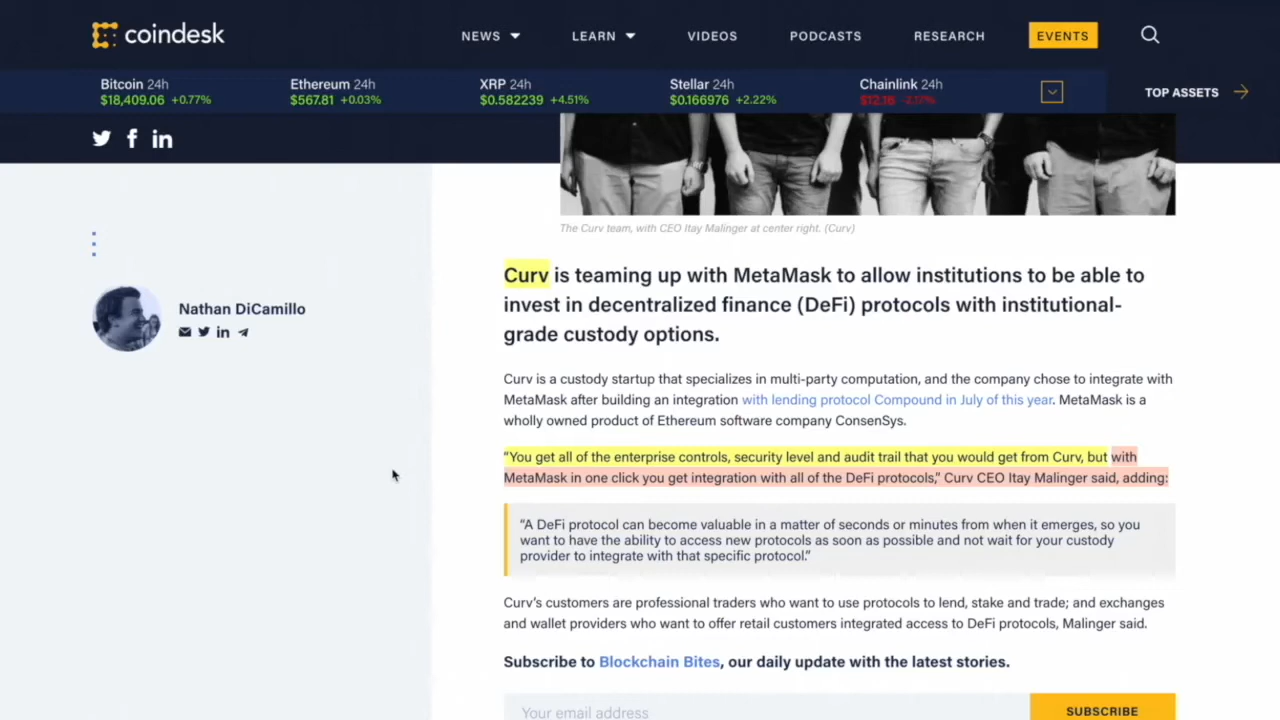 coindesk
NEWS
LEARN
VIDEOS
PODCASTS
RESEARCH
EVENTS
Bitcoin 24h
$18,409.06 +0.77%
Ethereum 24h
$567.81 +0.03%
XRP 24h
$0.582239 +4.51%
Stellar 24h
$0.166976 +2.22%
Chainlink 24h
$12.16 -2.17%
TOP ASSETS
The Curv team, with CEO Itay Malinger at center right. (Curv)
Nathan DiCamillo
Curv is teaming up with MetaMask to allow institutions to be able to
invest in decentralized finance (DeFi) protocols with institutional-
grade custody options.
Curv is a custody startup that specializes in multi-party computation, and the company chose to integrate with
MetaMask after building an integration with lending protocol Compound in July of this year. MetaMask is a
wholly owned product of Ethereum software company ConsenSys.
“You get all of the enterprise controls, security level and audit trail that you would get from Curv, but with
MetaMask in one click you get integration with all of the DeFi protocols,” Curv CEO Itay Malinger said, adding:
“A DeFi protocol can become valuable in a matter of seconds or minutes from when it emerges, so you
want to have the ability to access new protocols as soon as possible and not wait for your custody
provider to integrate with that specific protocol.”
Curv’s customers are professional traders who want to use protocols to lend, stake and trade; and exchanges
and wallet providers who want to offer retail customers integrated access to DeFi protocols, Malinger said.
Subscribe to Blockchain Bites, our daily update with the latest stories.
Your email address
SUBSCRIBE